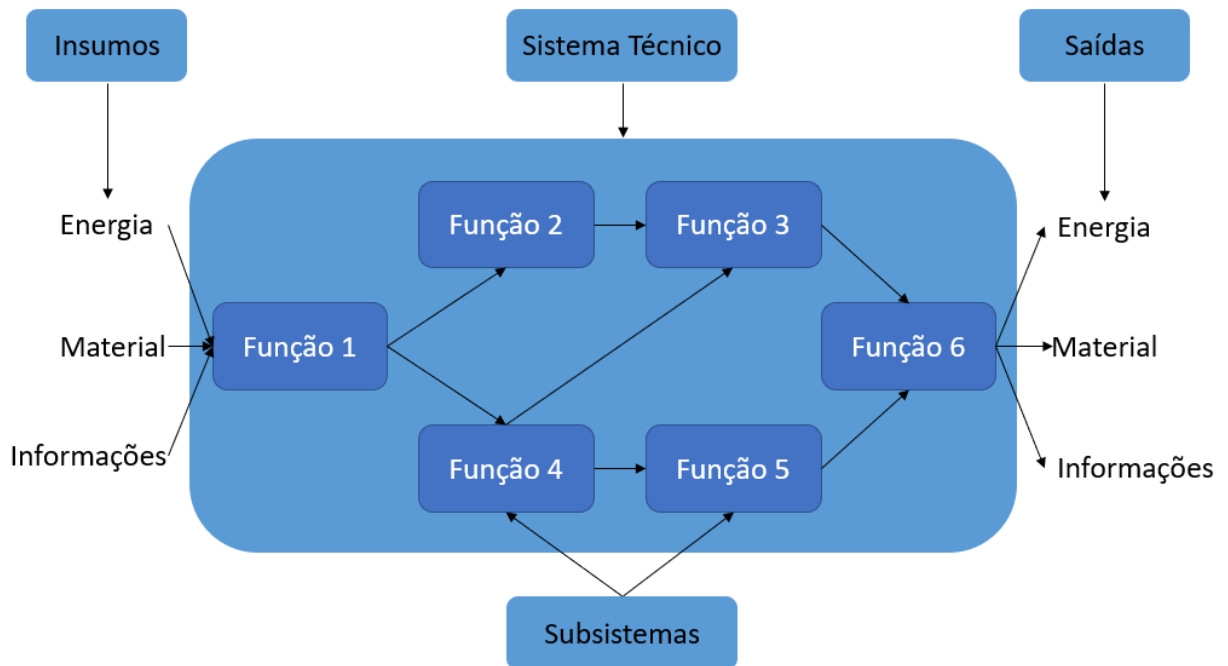 Insumos
Sistema Técnico
Saídas
Energia
Função 2
Função 3
Energia
Material
Função 1
Função 6
Material
Informações
Função 4
Função 5
Informações
Subsistemas